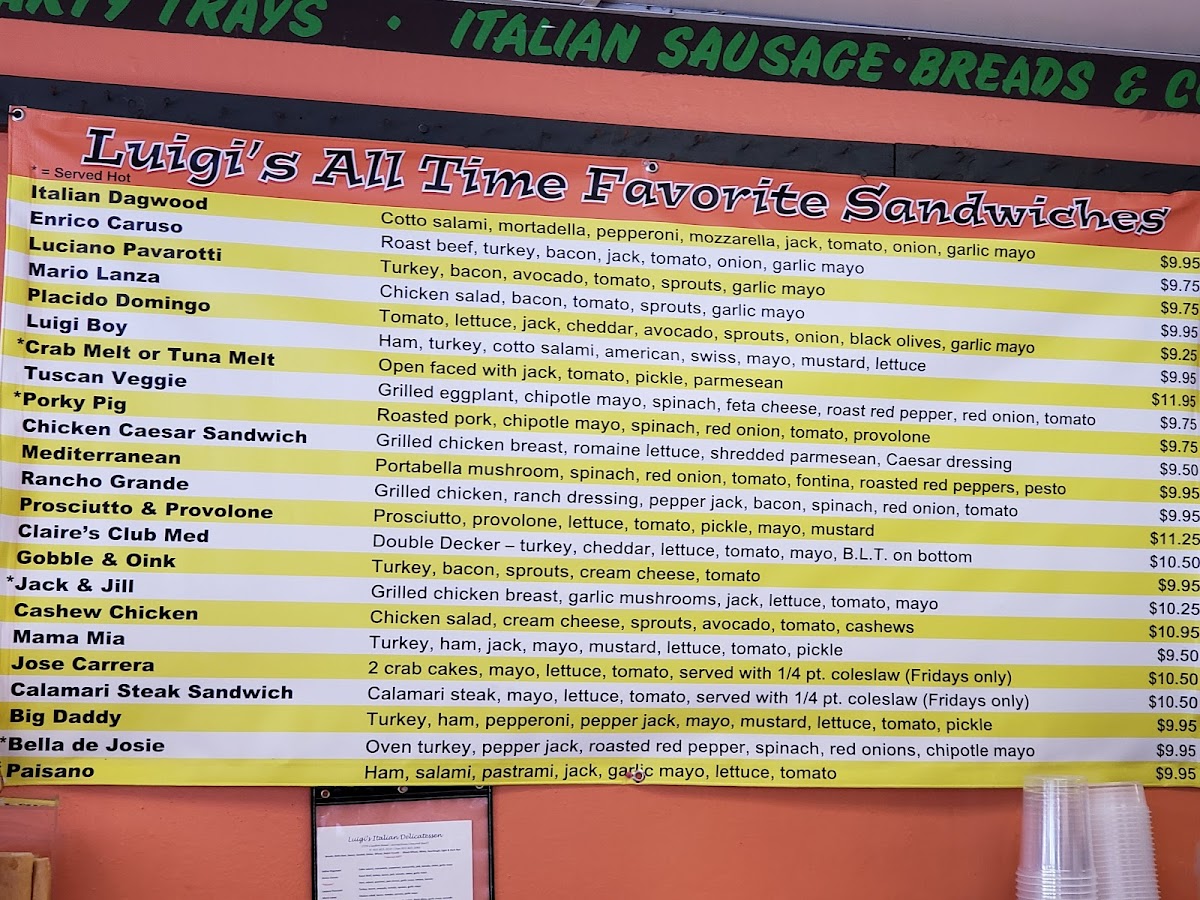 ARTY TRAYS • ITALIAN SAUSAGE • BREADS & C
Luigi's All Time Favorite Sandwiches
* = Served Hot
Italian Dagwood Cotto salami, mortadella, pepperoni, mozzarella, jack, tomato, onion, garlic mayo $9.95
Enrico Caruso Roast beef, turkey, bacon, jack, tomato, onion, garlic mayo $9.75
Luciano Pavarotti Turkey, bacon, avocado, tomato, sprouts, garlic mayo $9.75
Mario Lanza Chicken salad, bacon, tomato, sprouts, garlic mayo $9.95
Placido Domingo Tomato, lettuce, jack, cheddar, avocado, sprouts, onion, black olives, garlic mayo $9.25
Luigi Boy Ham, turkey, cotto salami, american, swiss, mayo, mustard, lettuce $9.95
*Crab Melt or Tuna Melt Open faced with jack, tomato, pickle, parmesean $11.95
Tuscan Veggie Grilled eggplant, chipotle mayo, spinach, feta cheese, roast red pepper, red onion, tomato $9.75
*Porky Pig Roasted pork, chipotle mayo, spinach, red onion, tomato, provolone $9.75
Chicken Caesar Sandwich Grilled chicken breast, romaine lettuce, shredded parmesean, Caesar dressing $9.50
Mediterranean Portabella mushroom, spinach, red onion, tomato, fontina, roasted red peppers, pesto $9.95
Rancho Grande Grilled chicken, ranch dressing, pepper jack, bacon, spinach, red onion, tomato $9.95
Prosciutto & Provolone Prosciutto, provolone, lettuce, tomato, pickle, mayo, mustard $11.25
Claire's Club Med Double Decker – turkey, cheddar, lettuce, tomato, mayo, B.L.T. on bottom $10.50
Gobble & Oink Turkey, bacon, sprouts, cream cheese, tomato $9.95
*Jack & Jill Grilled chicken breast, garlic mushrooms, jack, lettuce, tomato, mayo $10.25
Cashew Chicken Chicken salad, cream cheese, sprouts, avocado, tomato, cashews $10.95
Mama Mia Turkey, ham, jack, mayo, mustard, lettuce, tomato, pickle $9.50
Jose Carrera 2 crab cakes, mayo, lettuce, tomato, served with 1/4 pt. coleslaw (Fridays only) $10.50
Calamari Steak Sandwich Calamari steak, mayo, lettuce, tomato, served with 1/4 pt. coleslaw (Fridays only) $10.50
Big Daddy Turkey, ham, pepperoni, pepper jack, mayo, mustard, lettuce, tomato, pickle $9.95
*Bella de Josie Oven turkey, pepper jack, roasted red pepper, spinach, red onions, chipotle mayo $9.95
*Paisano Ham, salami, pastrami, jack, garlic mayo, lettuce, tomato $9.95
Luigi's Italian Delicatessen